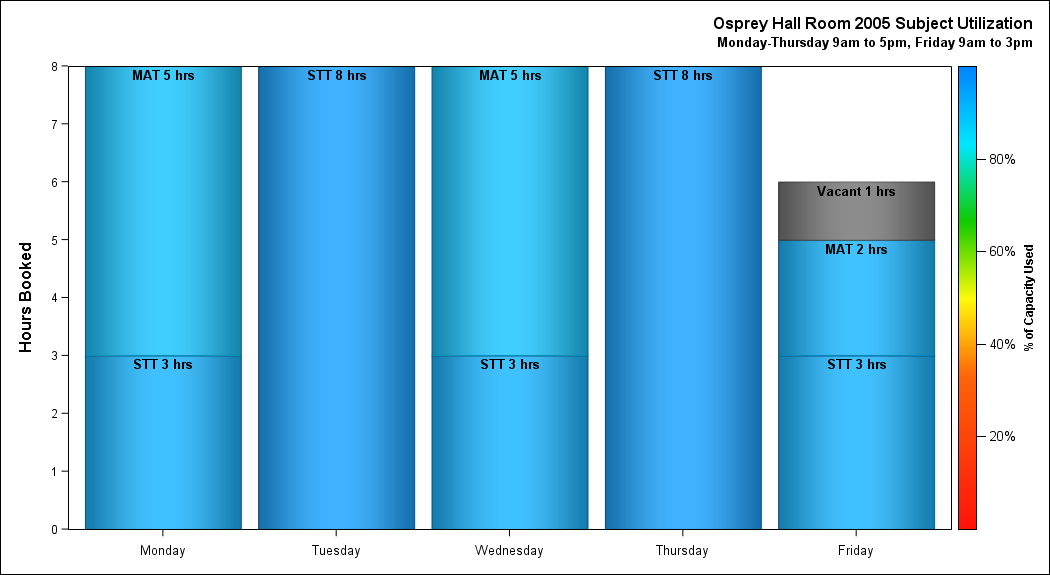 Osprey Hall Room 2005 Subject Utilization
Monday-Thursday 9am to 5pm, Friday 9am to 3pm
Hours Booked
8
7
6
5
4
3
2
1
0
MAT 5 hrs
STT 3 hrs
STT 8 hrs
MAT 5 hrs
STT 3 hrs
STT 8 hrs
Vacant 1 hrs
MAT 2 hrs
STT 3 hrs
Monday
Tuesday
Wednesday
Thursday
Friday
80%
60%
40%
20%
% of Capacity Used